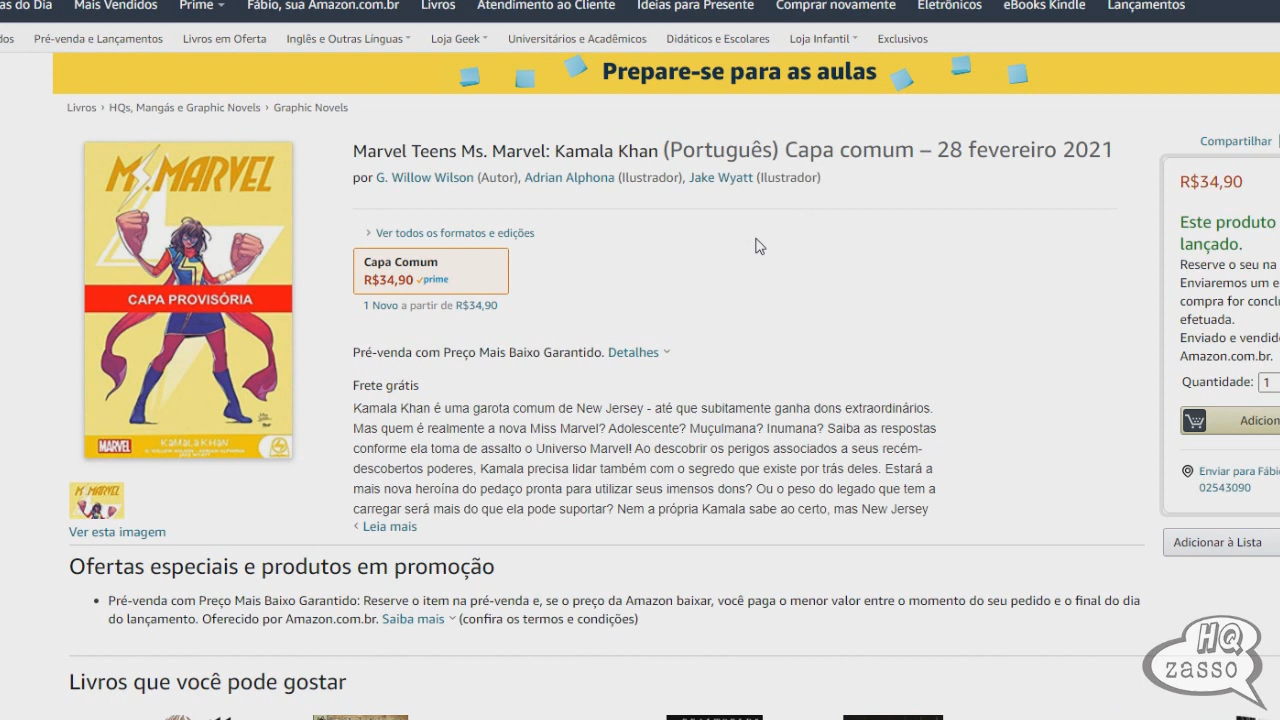 as do Dia Mais Vendidos Prime Fábio, sua Amazon.com.br Livros Atendimento ao Cliente Ideias para Presente Comprar novamente Eletrônicos eBooks Kindle Lançamentos
dos Pré-venda e Lançamentos Livros em Oferta Inglês e Outras Línguas Loja Geek Universitários e Acadêmicos Didáticos e Escolares Loja Infantil Exclusivos
Prepare-se para as aulas
Livros › HQs, Mangás e Graphic Novels › Graphic Novels
Compartilhar
Marvel Teens Ms. Marvel: Kamala Khan (Português) Capa comum – 28 fevereiro 2021
por G. Willow Wilson (Autor), Adrian Alphona (Ilustrador), Jake Wyatt (Ilustrador)
MS. MARVEL
CAPA PROVISÓRIA
MARVEL
KAMALA KHAN
G. WILLOW WILSON • ADRIAN ALPHONA
JAKE WYATT
MS. MARVEL
Ver esta imagem
› Ver todos os formatos e edições
Capa Comum
R$34,90 prime
1 Novo a partir de R$34,90
Pré-venda com Preço Mais Baixo Garantido. Detalhes
Frete grátis
Kamala Khan é uma garota comum de New Jersey - até que subitamente ganha dons extraordinários.
Mas quem é realmente a nova Miss Marvel? Adolescente? Muçulmana? Inumana? Saiba as respostas
conforme ela toma de assalto o Universo Marvel! Ao descobrir os perigos associados a seus recém-
descobertos poderes, Kamala precisa lidar também com o segredo que existe por trás deles. Estará a
mais nova heroína do pedaço pronta para utilizar seus imensos dons? Ou o peso do legado que tem a
carregar será mais do que ela pode suportar? Nem a própria Kamala sabe ao certo, mas New Jersey
‹ Leia mais
R$34,90
Este produto
lançado.
Reserve o seu na
Enviaremos um e
compra for conclu
efetuada.
Enviado e vendido
Amazon.com.br.
Quantidade: 1
Adicion
Enviar para Fábi
02543090
Adicionar à Lista
Ofertas especiais e produtos em promoção
• Pré-venda com Preço Mais Baixo Garantido: Reserve o item na pré-venda e, se o preço da Amazon baixar, você paga o menor valor entre o momento do seu pedido e o final do dia
do lançamento. Oferecido por Amazon.com.br. Saiba mais (confira os termos e condições)
Livros que você pode gostar
HQ
zasso